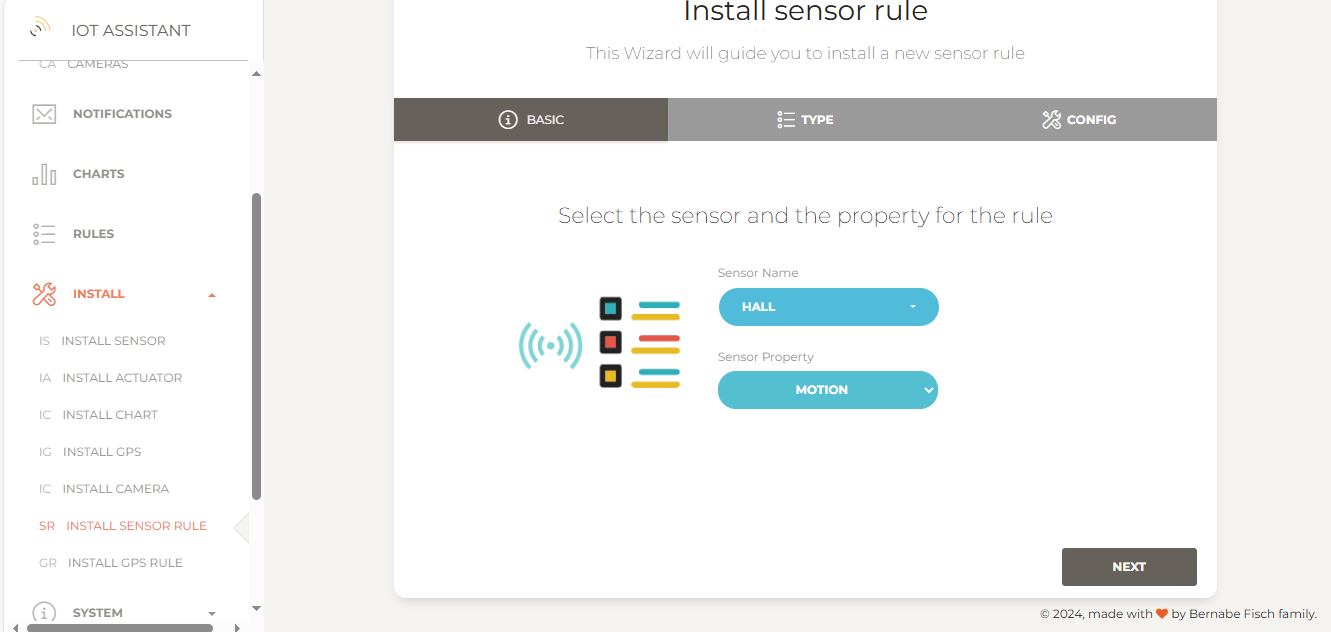 IOT ASSISTANT
CA CAMERAS
NOTIFICATIONS
CHARTS
RULES
INSTALL
IS INSTALL SENSOR
IA INSTALL ACTUATOR
IC INSTALL CHART
IG INSTALL GPS
IC INSTALL CAMERA
SR INSTALL SENSOR RULE
GR INSTALL GPS RULE
SYSTEM
Install sensor rule
This Wizard will guide you to install a new sensor rule
BASIC TYPE CONFIG
Select the sensor and the property for the rule
Sensor Name
HALL
Sensor Property
MOTION
NEXT
© 2024, made with ❤ by Bernabe Fisch family.